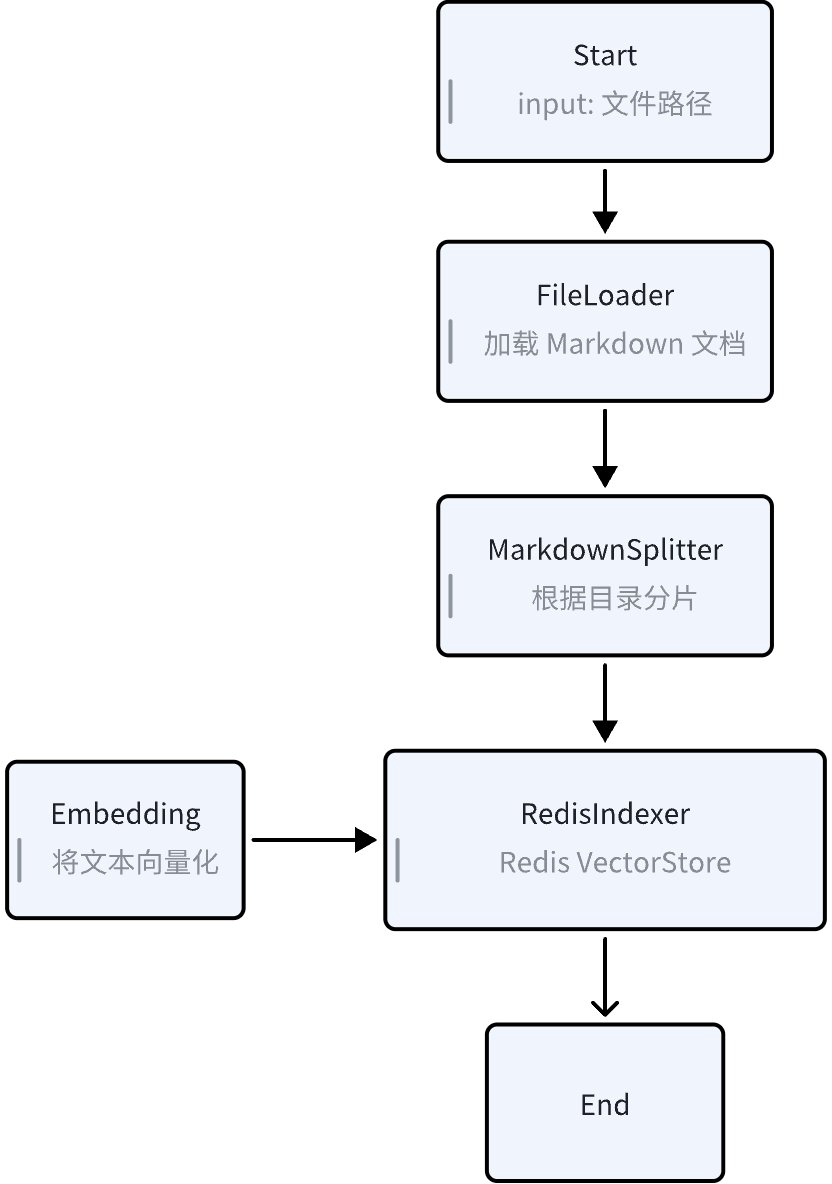 Start
input: 文件路径
FileLoader
加载 Markdown 文档
MarkdownSplitter
根据目录分片
Embedding
将文本向量化
RedisIndexer
Redis VectorStore
End